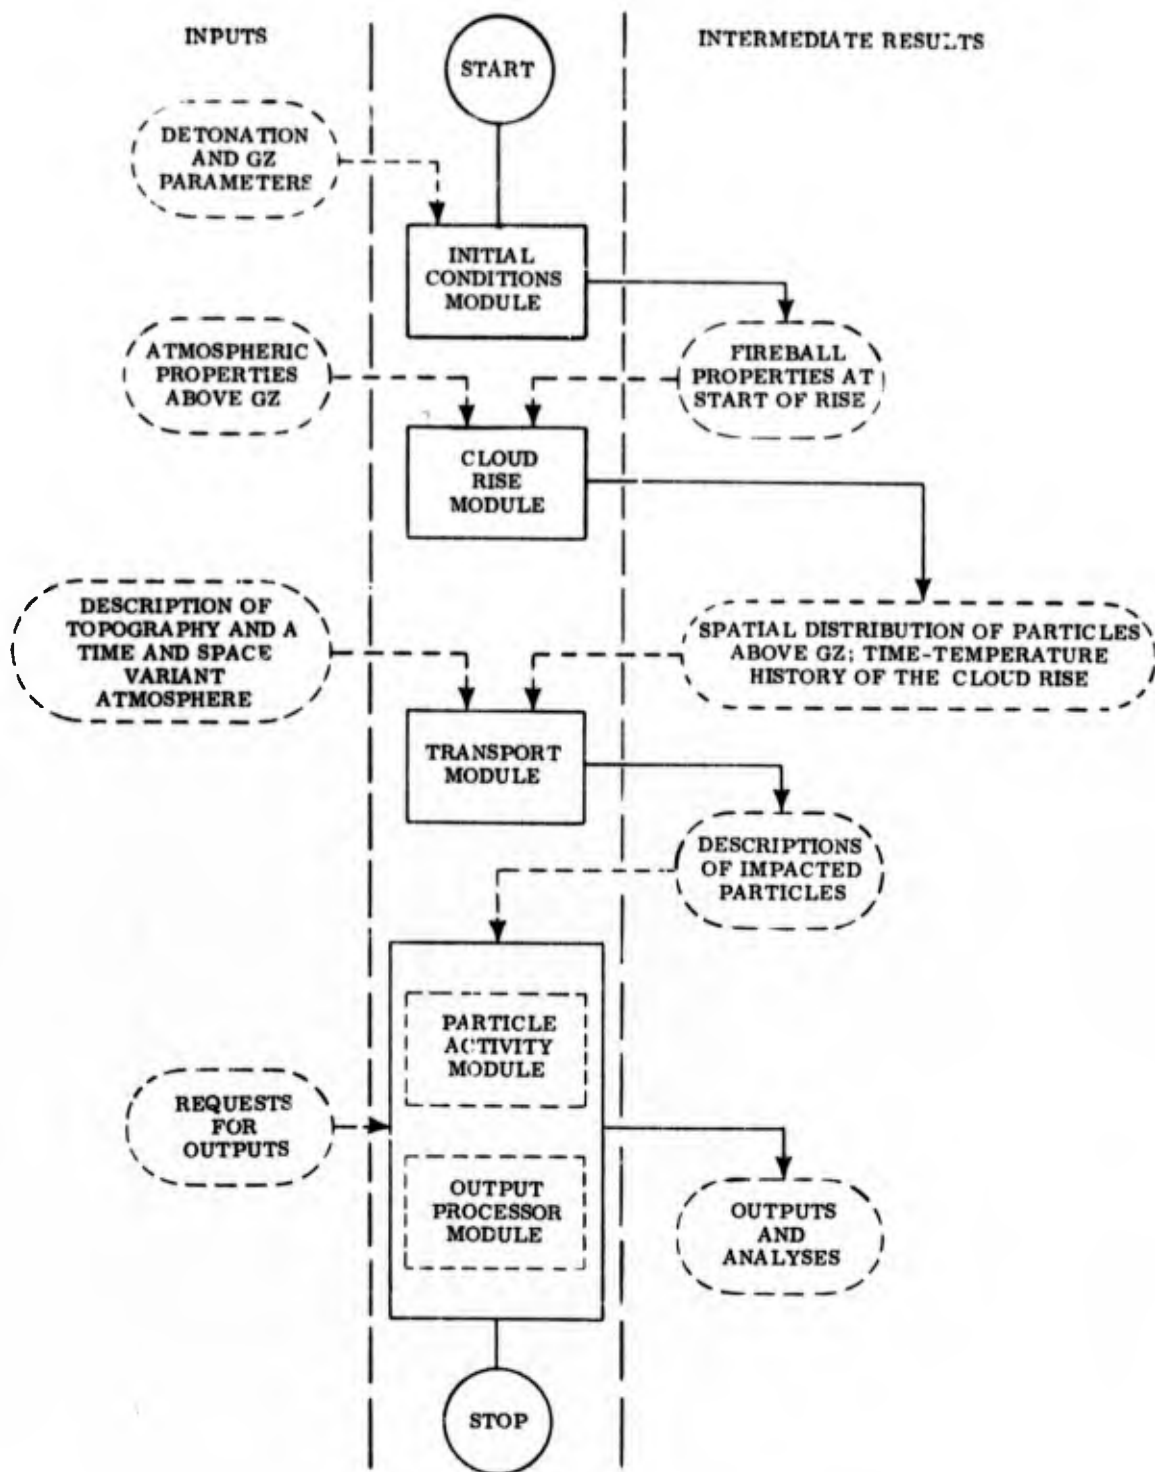 INPUTS
INTERMEDIATE RESULTS
START
DETONATION
AND GZ
PARAMETERS
INITIAL
CONDITIONS
MODULE
ATMOSPHERIC
PROPERTIES
ABOVE GZ
FIREBALL
PROPERTIES AT
START OF RISE
CLOUD
RISE
MODULE
DESCRIPTION OF
TOPOGRAPHY AND A
TIME AND SPACE
VARIANT
ATMOSPHERE
SPATIAL DISTRIBUTION OF PARTICLES
ABOVE GZ; TIME-TEMPERATURE
HISTORY OF THE CLOUD RISE
TRANSPORT
MODULE
DESCRIPTIONS
OF IMPACTED
PARTICLES
PARTICLE
ACTIVITY
MODULE
REQUESTS
FOR
OUTPUTS
OUTPUT
PROCESSOR
MODULE
OUTPUTS
AND
ANALYSES
STOP